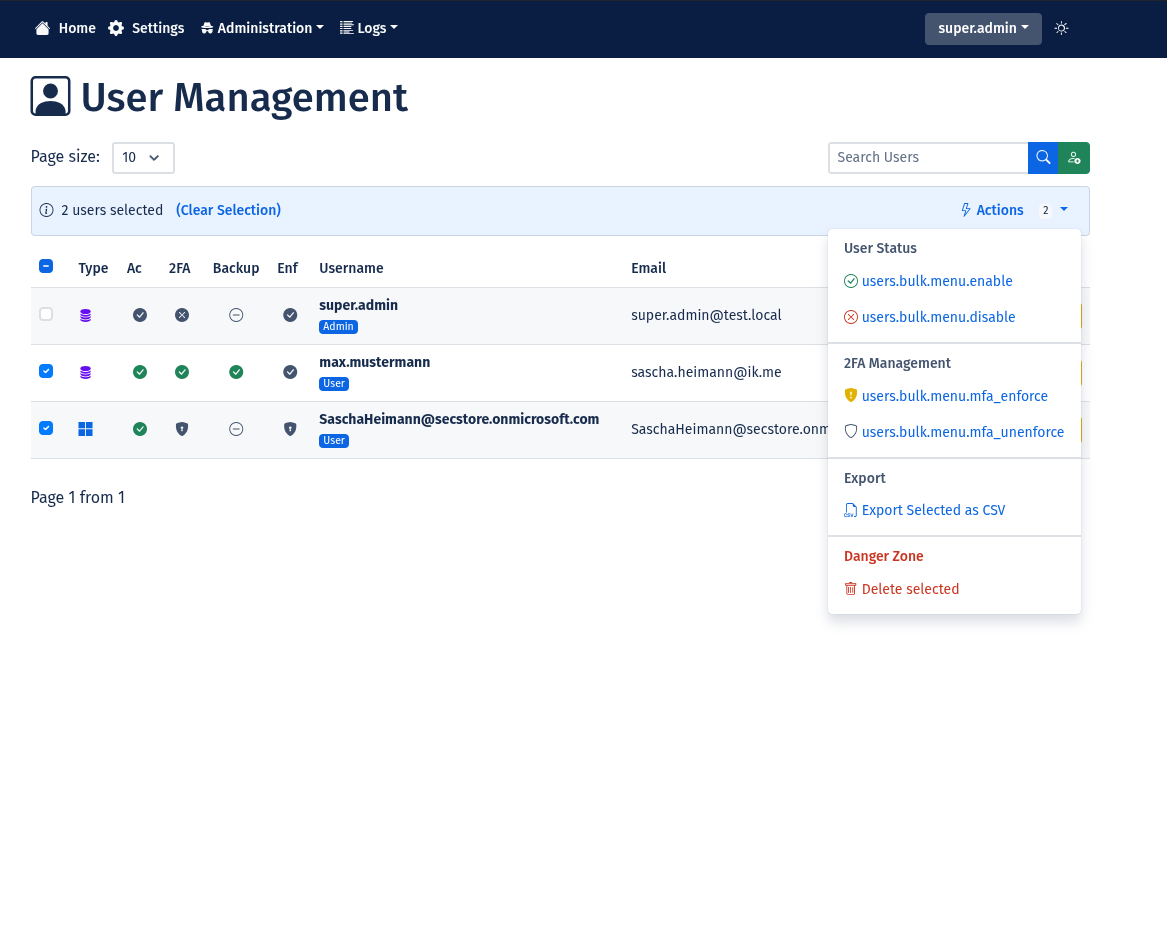 Home Settings Administration Logs super.admin
User Management
Page size: 10 Search Users
2 users selected (Clear Selection) Actions 2
Type Ac 2FA Backup Enf Username Email
super.admin
Admin
super.admin@test.local
max.mustermann
User
sascha.heimann@ik.me
SaschaHeimann@secstore.onmicrosoft.com
User
SaschaHeimann@secstore.onm
Page 1 from 1
User Status
users.bulk.menu.enable
users.bulk.menu.disable
2FA Management
users.bulk.menu.mfa_enforce
users.bulk.menu.mfa_unenforce
Export
Export Selected as CSV
Danger Zone
Delete selected